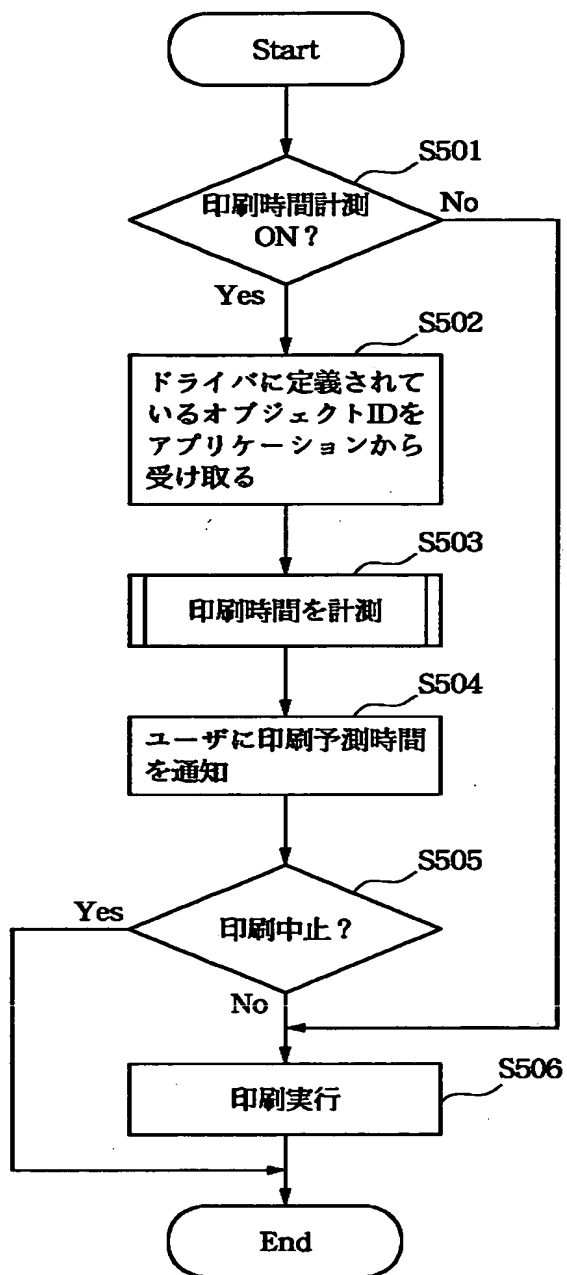 Start
S501
印刷時間計測
ON?
No
Yes
S502
ドライバに定義されて
いるオブジェクトIDを
アプリケーションから
受け取る
S503
印刷時間を計測
S504
ユーザに印刷予測時間
を通知
S505
Yes
印刷中止?
No
S506
印刷実行
End